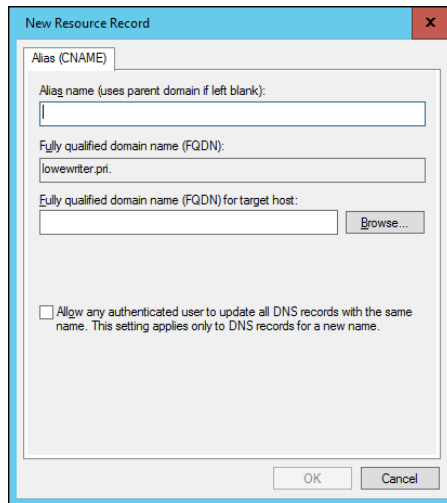 New Resource Record
x
Alias (CNAME)
Alias name (uses parent domain if left blank):
Fully qualified domain name (FQDN):
lowewriter.pri.
Fully qualified domain name (FQDN) for target host:
Browse...
Allow any authenticated user to update all DNS records with the same
name. This setting applies only to DNS records for a new name.
OK
Cancel